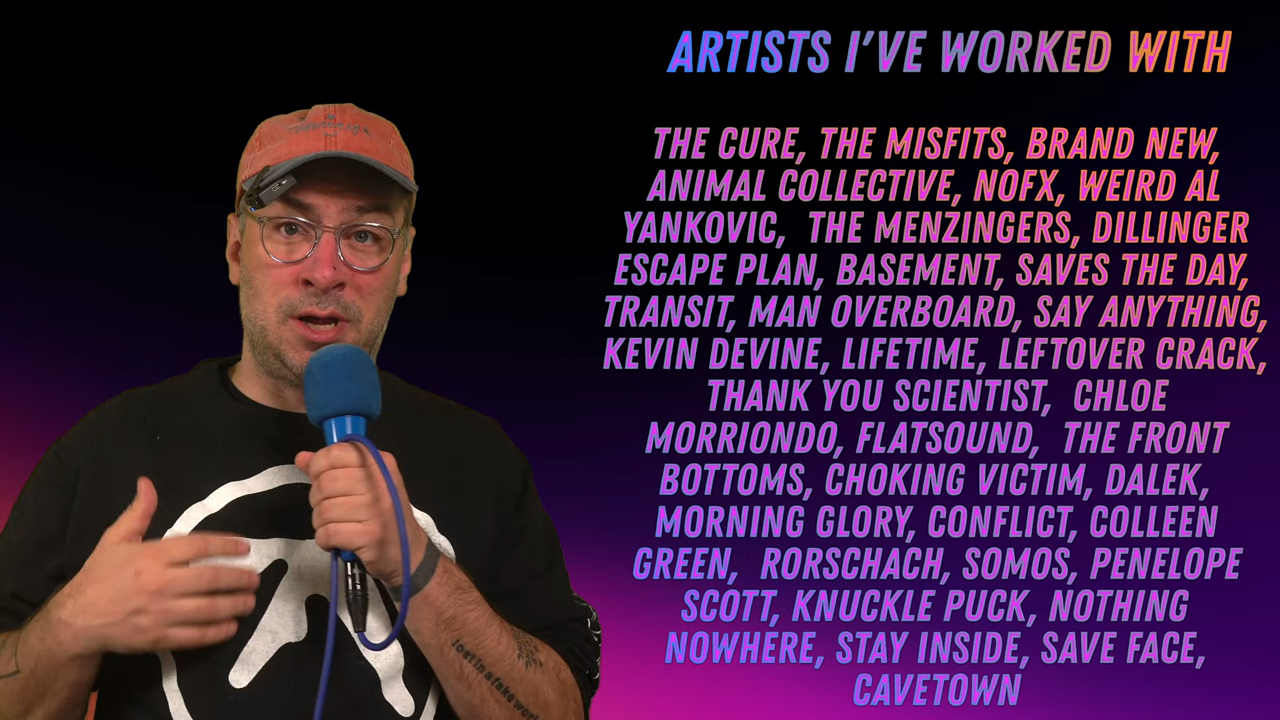 ARTISTS I'VE WORKED WITH
THE CURE, THE MISFITS, BRAND NEW,
ANIMAL COLLECTIVE, NOFX, WEIRD AL
YANKOVIC, THE MENZINGERS, DILLINGER
ESCAPE PLAN, BASEMENT, SAVES THE DAY,
TRANSIT, MAN OVERBOARD, SAY ANYTHING,
KEVIN DEVINE, LIFETIME, LEFTOVER CRACK,
THANK YOU SCIENTIST, CHLOE
MORRIONDO, FLATSOUND, THE FRONT
BOTTOMS, CHOKING VICTIM, DALEK,
MORNING GLORY, CONFLICT, COLLEEN
GREEN, RORSCHACH, SOMOS, PENELOPE
SCOTT, KNUCKLE PUCK, NOTHING
NOWHERE, STAY INSIDE, SAVE FACE,
CAVETOWN